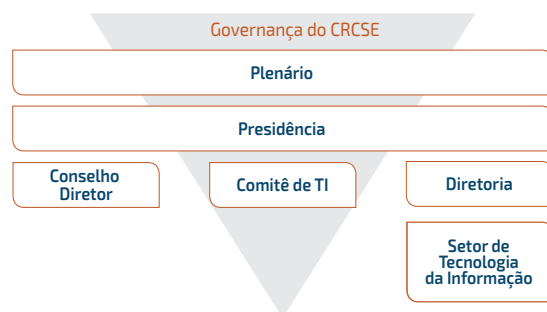 Governança do CRCSE
Plenário
Presidência
Conselho
Diretor
Comitê de TI
Diretoria
Setor de
Tecnologia
da Informação